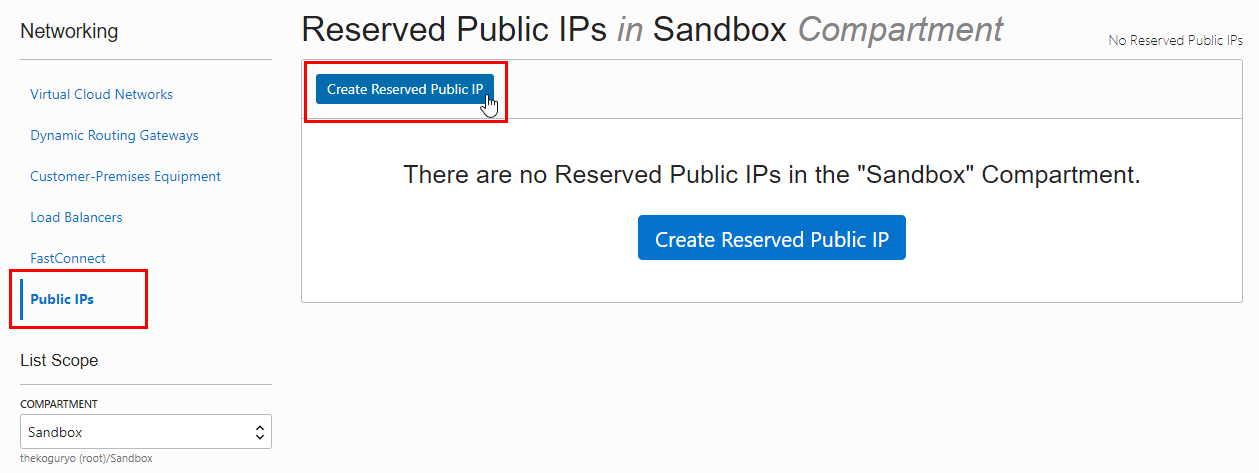 Networking
Virtual Cloud Networks
Dynamic Routing Gateways
Customer-Premises Equipment
Load Balancers
FastConnect
Public IPs
List Scope
COMPARTMENT
Sandbox
thekoguryo (root)/Sandbox
Reserved Public IPs in Sandbox Compartment
No Reserved Public IPs
Create Reserved Public IP
There are no Reserved Public IPs in the "Sandbox" Compartment.
Create Reserved Public IP